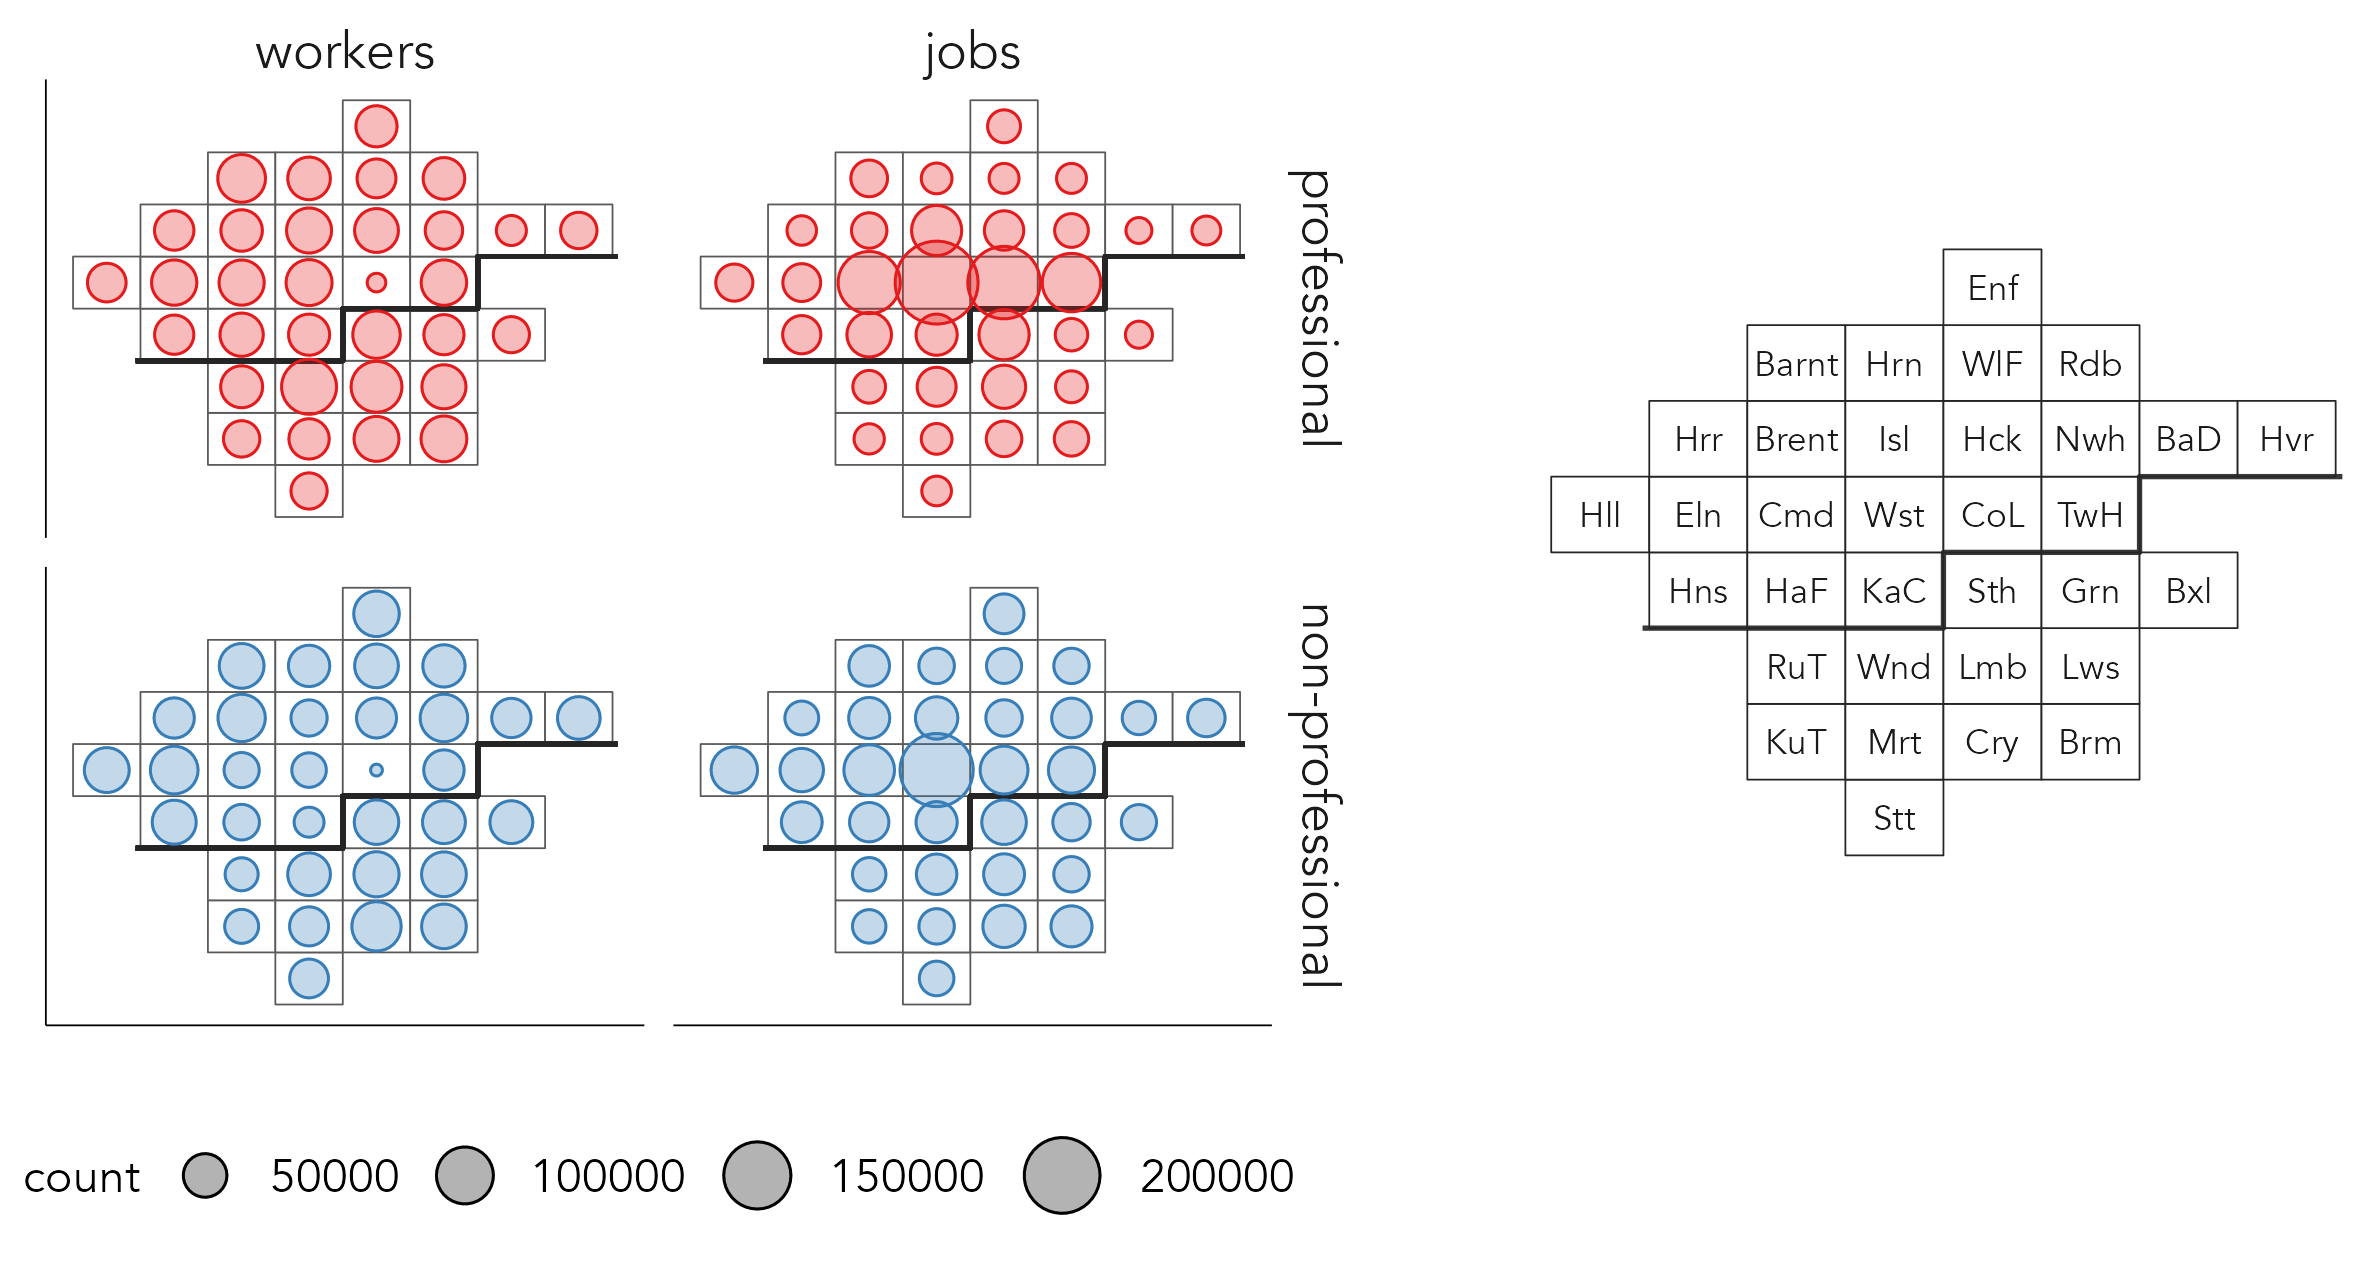 workers jobs
professional
non-professional
Enf
Barnt Hrn WlF Rdb
Hrr Brent Isl Hck Nwh BaD Hvr
Hll Eln Cmd Wst CoL TwH
Hns HaF KaC Sth Grn Bxl
RuT Wnd Lmb Lws
KuT Mrt Cry Brm
Stt
count 50000 100000 150000 200000